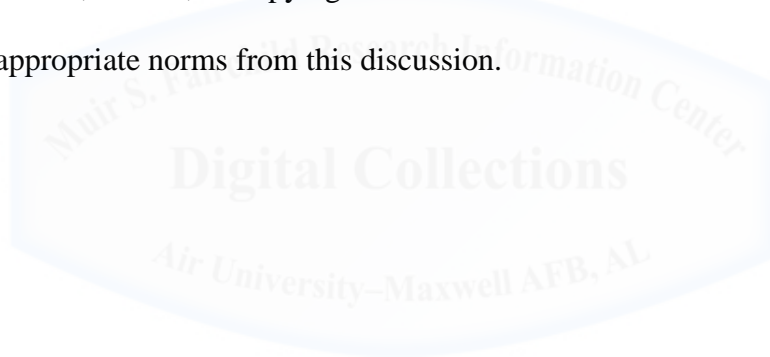 appropriate norms from this discussion.
Muir S. Fairchild Research Information Center
Digital Collections
Air University–Maxwell AFB, AL